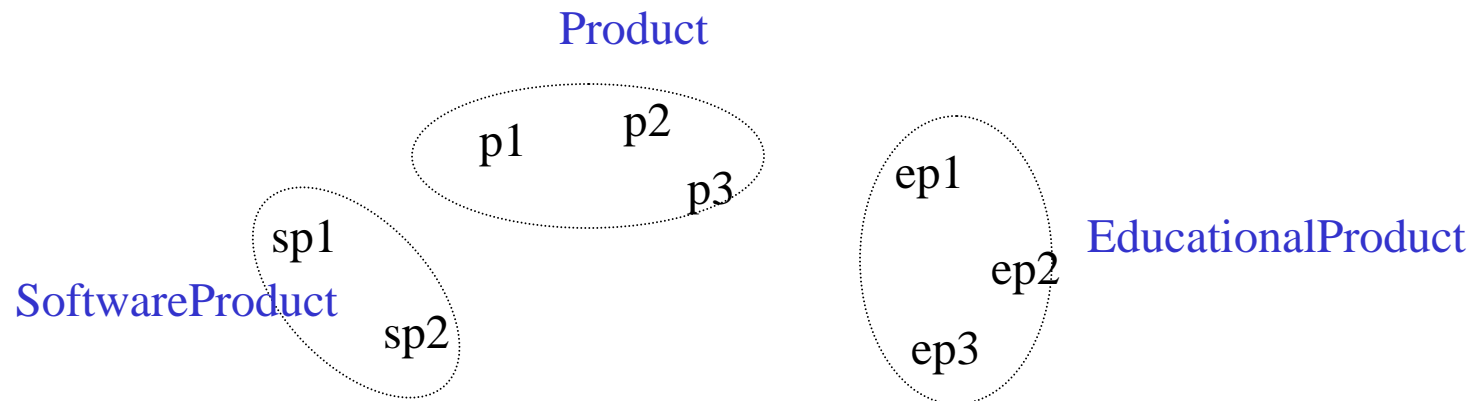 Product
p1
p2
p3
ep1
sp1
EducationalProduct
ep2
SoftwareProduct
sp2
ep3